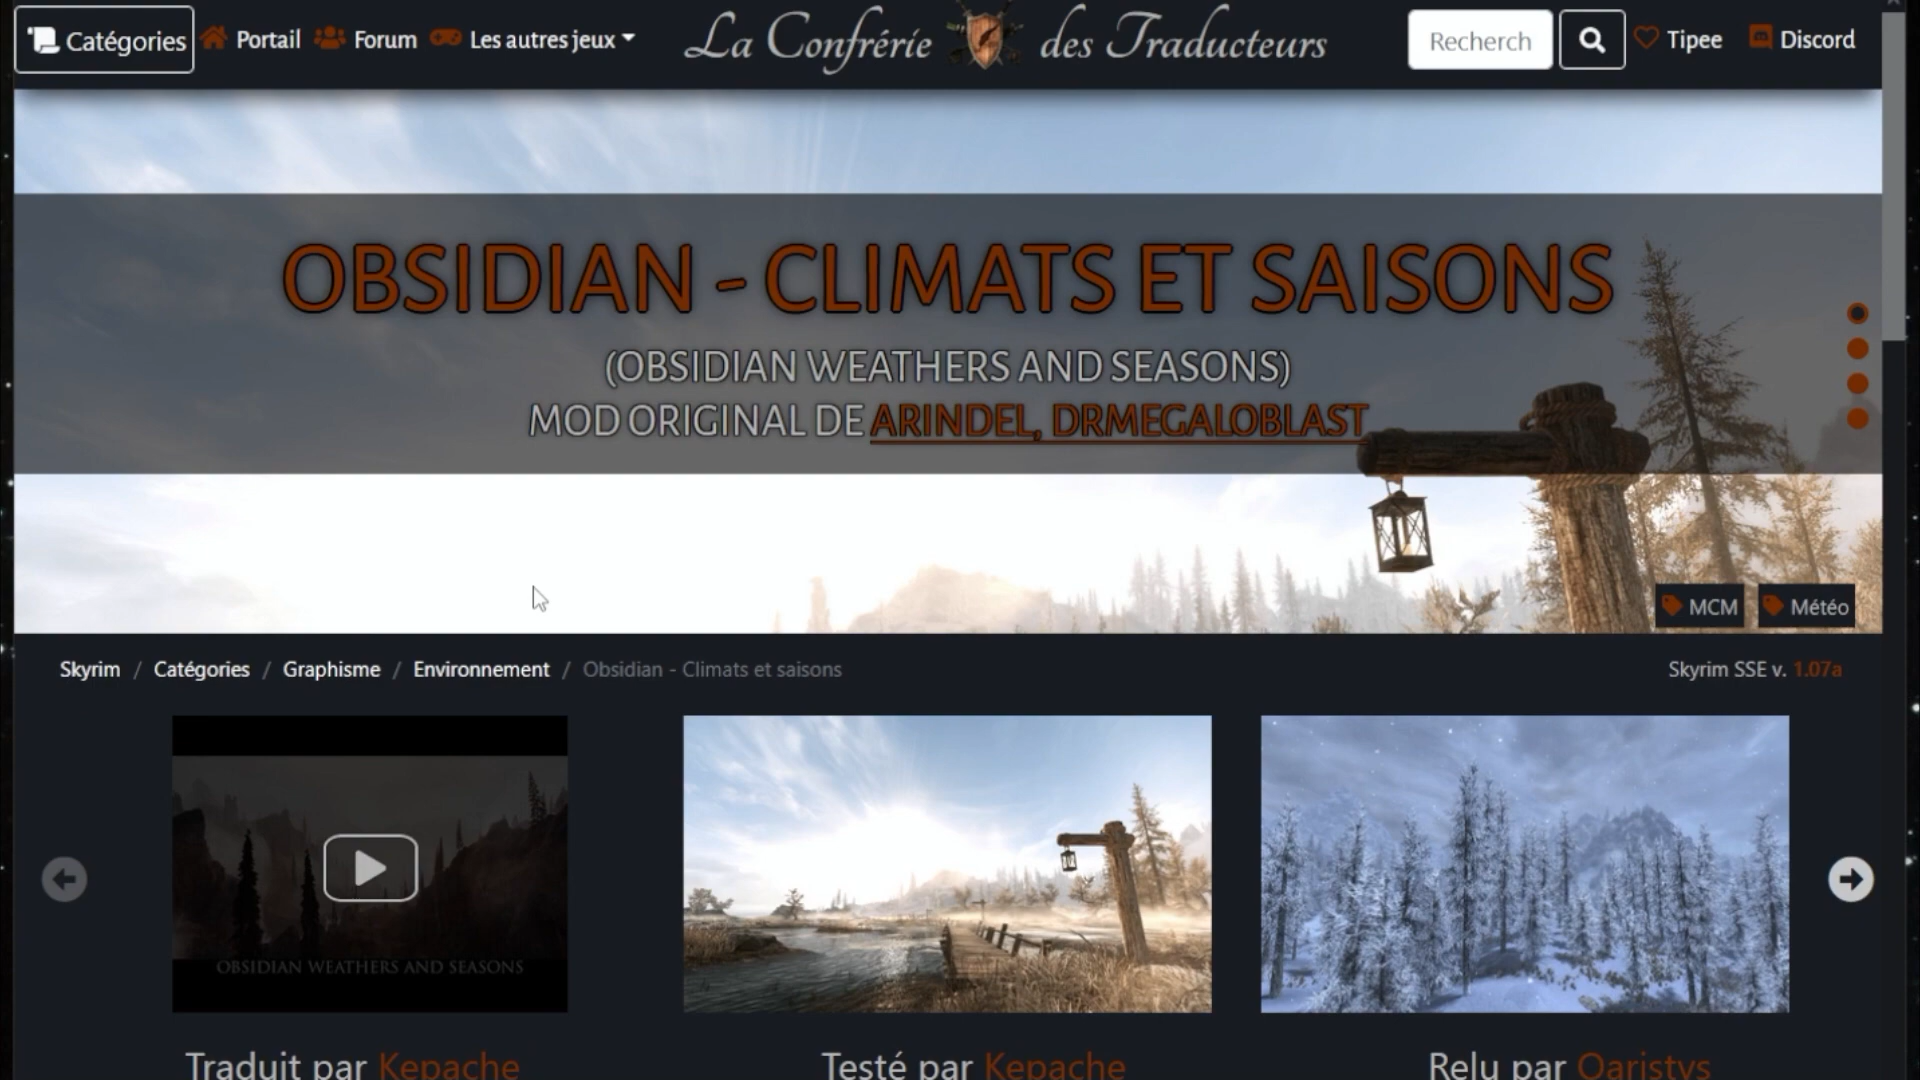 Catégories Portail Forum Les autres jeux La Confrérie des Traducteurs Recherch Tipee Discord
OBSIDIAN - CLIMATS ET SAISONS
(OBSIDIAN WEATHERS AND SEASONS)
MOD ORIGINAL DE ARINDEL, DRMEGALOBLAST
MCM Météo
Skyrim / Catégories / Graphisme / Environnement / Obsidian - Climats et saisons Skyrim SSE v. 1.07a
OBSIDIAN WEATHERS AND SEASONS
Traduit par Kepache Testé par Kepache Relu par Oaristys